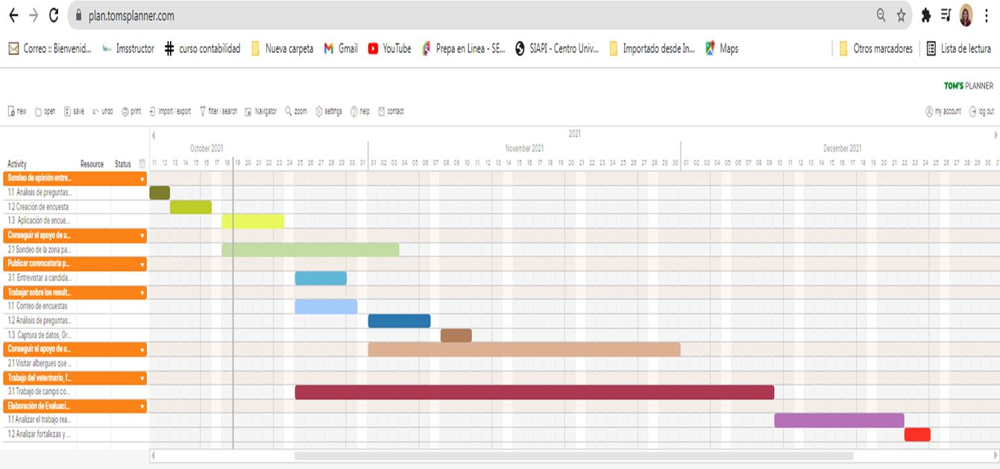 plan.tomsplanner.com
Correo :: Bienvenid... Imsstructor curso contabilidad Nueva carpeta Gmail YouTube Prepa en Linea - SE... SIAPI - Centro Univ... Importado desde In... Maps Otros marcadores Lista de lectura
TOM'S PLANNER
new open save undo print import / export filter / search Navigator zoom settings help contact my account log out
2021
October 2021 November 2021 December 2021
Activity Resource Status 11 12 13 14 15 16 17 18 19 20 21 22 23 24 25 26 27 28 29 30 31 01 02 03 04 05 06 07 08 09 10 11 12 13 14 15 16 17 18 19 20 21 22 23 24 25 26 27 28 29 30 01 02 03 04 05 06 07 08 09 10 11 12 13 14 15 16 17 18 19 20 21 22 23 24 25 26 27 28 29 30
Sondeo de opinión entre...
1.1 Análisis de preguntas...
1.2 Creación de encuesta
1.3 Aplicación de encue...
Conseguir el apoyo de u...
2.1 Sondeo de la zona pa...
Publicar convocatoria p...
3.1 Entrevistar a candida...
Trabajar sobre los result...
1.1 Conteo de encuestas
1.2 Análisis de preguntas...
1.3 Captura de datos, Gr...
Conseguir el apoyo de u...
2.1 Visitar albergues que ...
Trabajo del veterinario, f...
3.1 Trabajo de campo co...
Elaboración de Evaluaci...
1.1 Analizar el trabajo rea...
1.2 Analizar fortalezas y ...